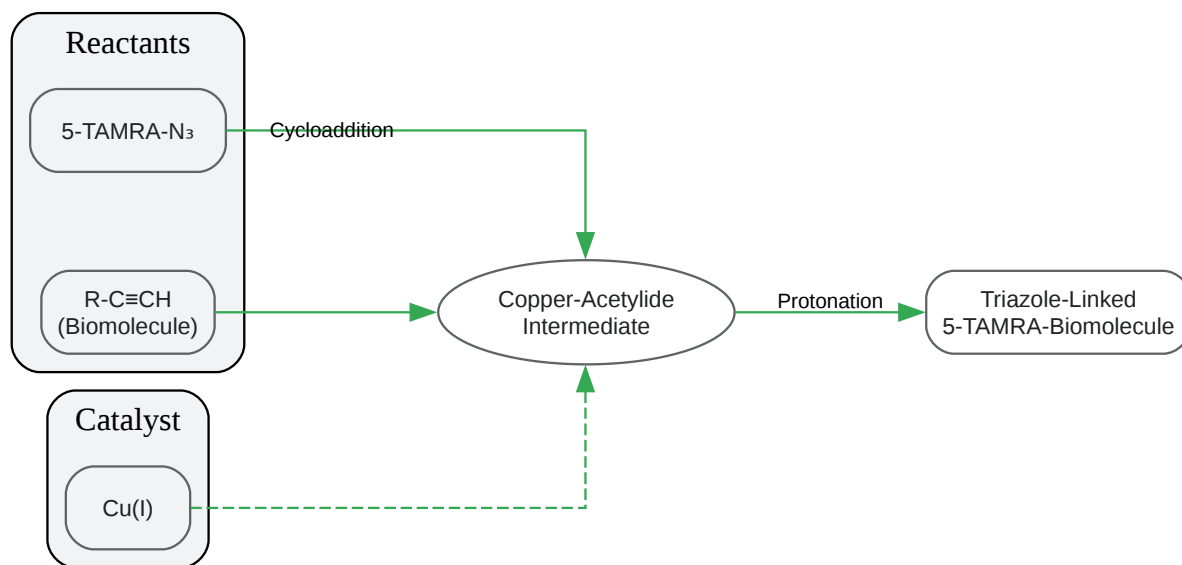 Reactants
5-TAMRA-N₃
Cycloaddition
R-C≡CH
(Biomolecule)
Copper-Acetylide
Intermediate
Protonation
Triazole-Linked
5-TAMRA-Biomolecule
Catalyst
Cu(I)